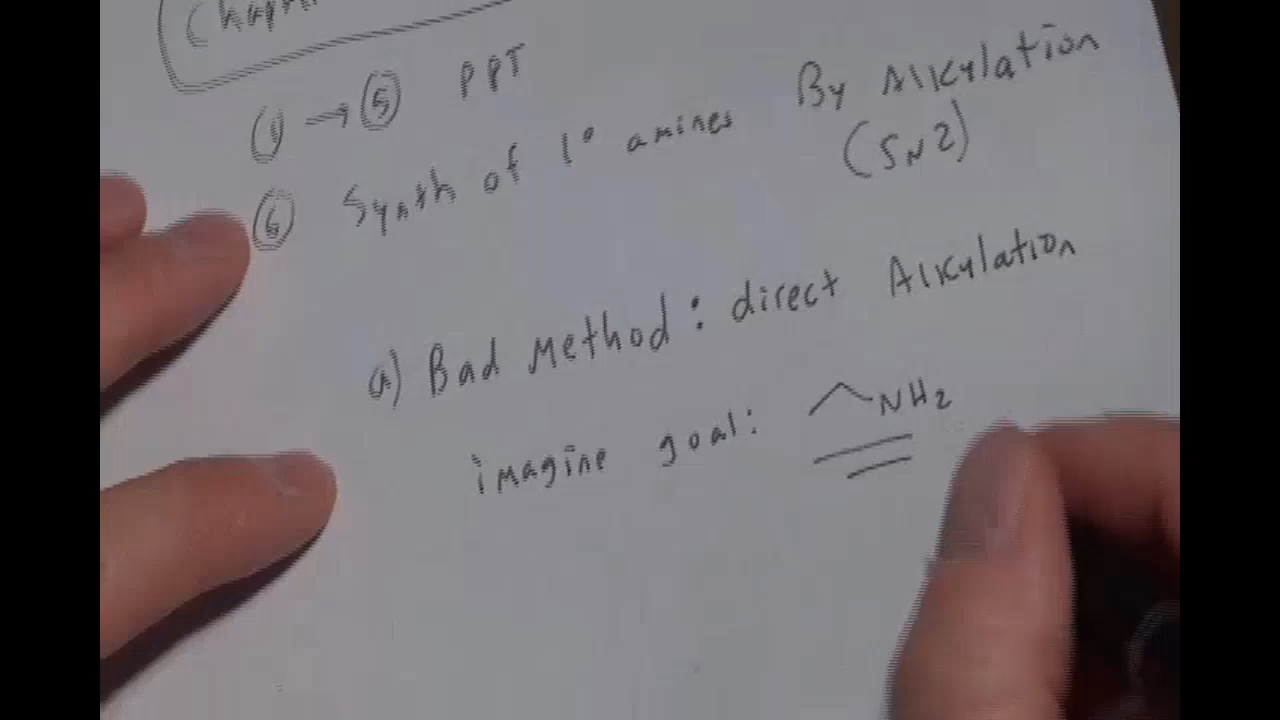 ① → ⑤ PPT
⑥ Synth of 1° amines By Alkylation
(SN2)
a) Bad Method: direct Alkylation
imagine goal: NH2